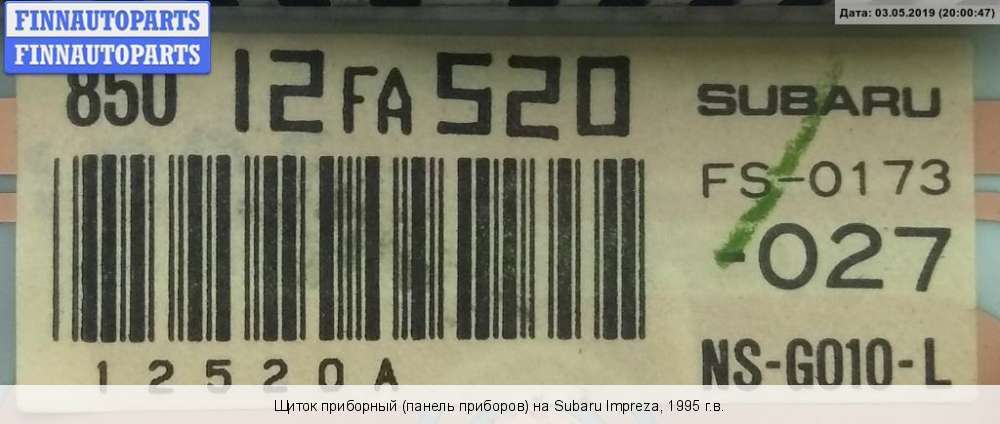 FINNAUTOPARTS
FINNAUTOPARTS
Дата: 03.05.2019 (20:00:47)
850 12FA520
SUBARU
FS-0173
-027
12520A
NS-G010-L
Щиток приборный (панель приборов) на Subaru Impreza, 1995 г.в.